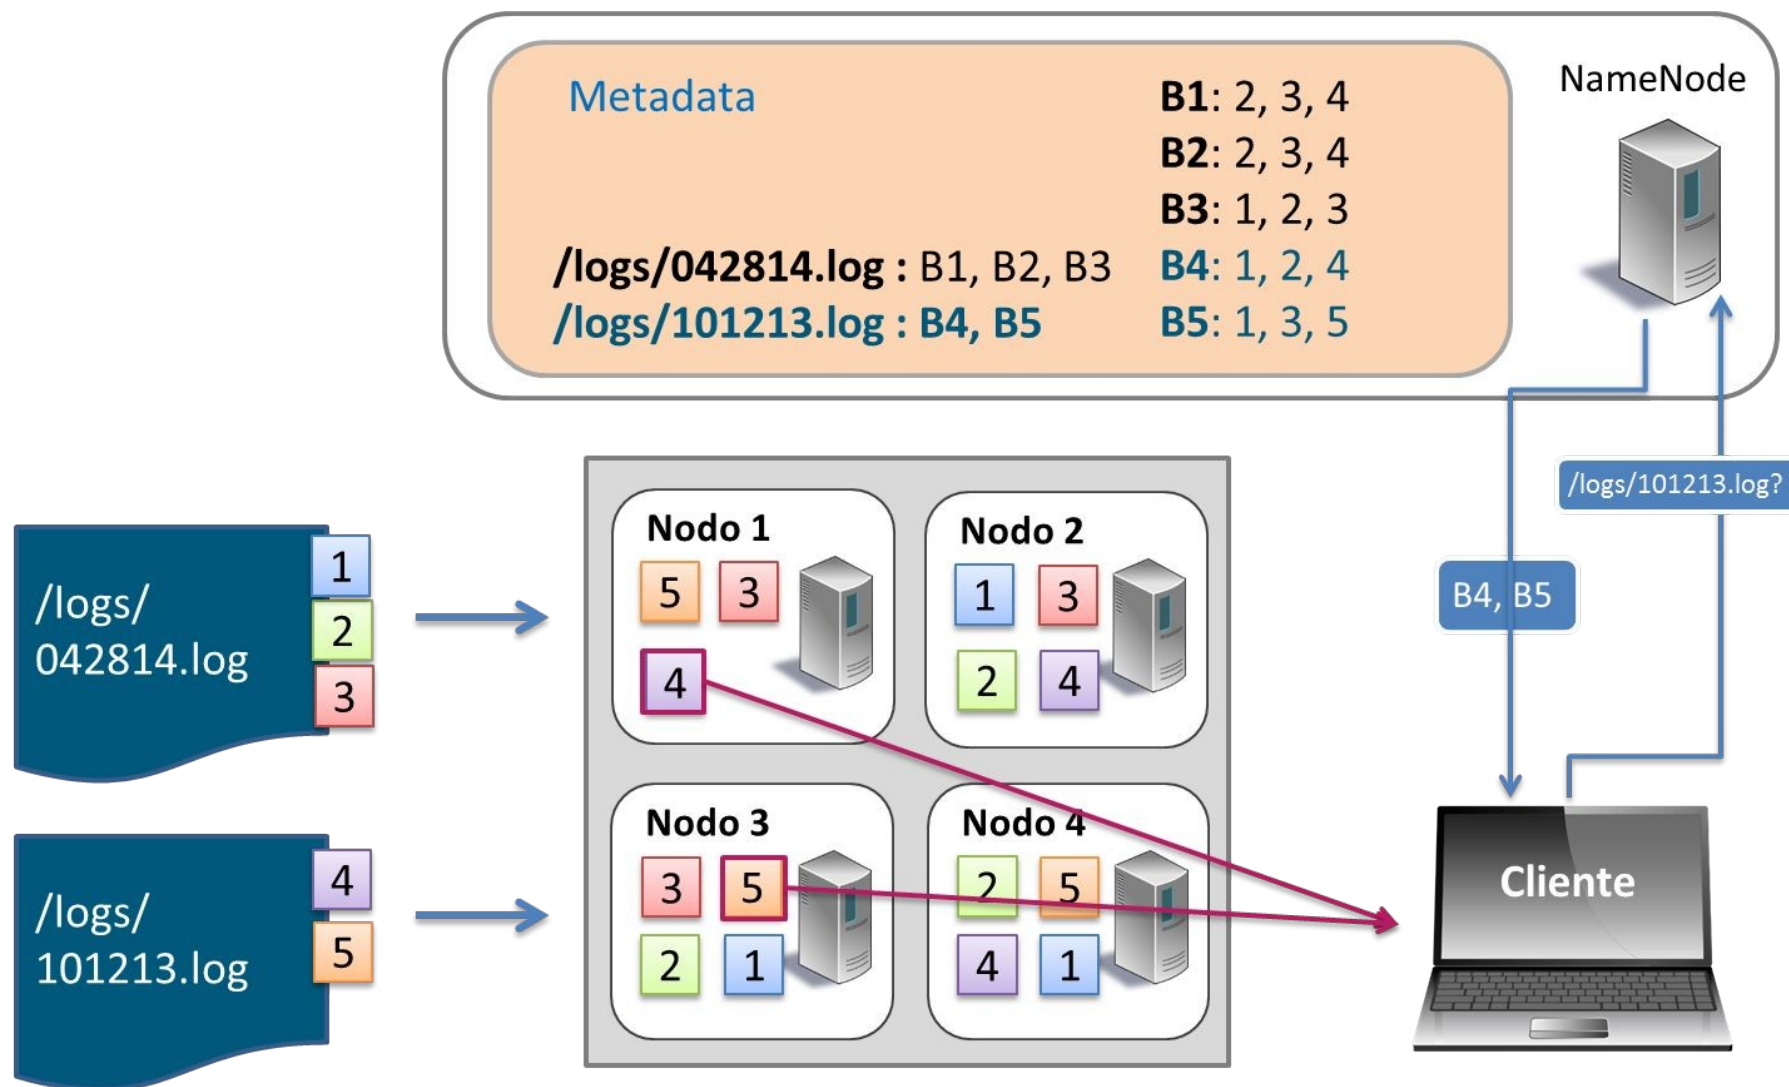 Metadata
B1: 2, 3, 4
B2: 2, 3, 4
B3: 1, 2, 3
/logs/042814.log : B1, B2, B3
B4: 1, 2, 4
/logs/101213.log : B4, B5
B5: 1, 3, 5
NameNode
/logs/101213.log?
B4, B5
/logs/
042814.log
1
2
3
/logs/
101213.log
4
5
Nodo 1
5 3
4
Nodo 2
1 3
2 4
Nodo 3
3 5
2 1
Nodo 4
2 5
4 1
Cliente